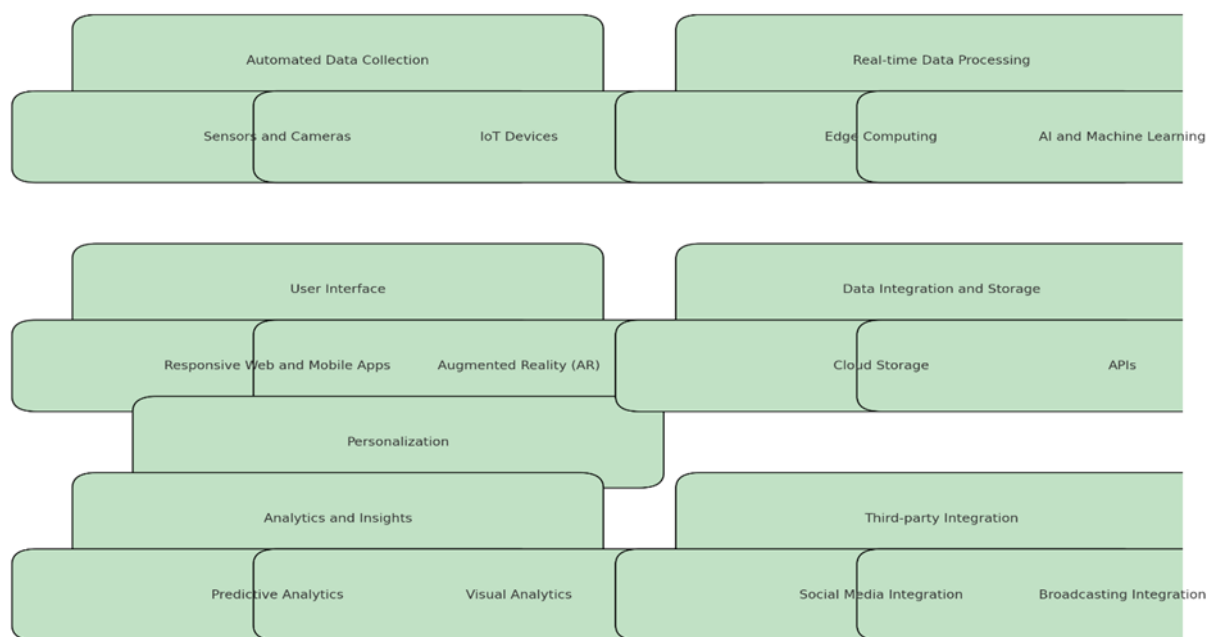 Automated Data Collection
Real-time Data Processing
Sensors and Cameras
IoT Devices
Edge Computing
AI and Machine Learning
User Interface
Data Integration and Storage
Responsive Web and Mobile Apps
Augmented Reality (AR)
Cloud Storage
APIs
Personalization
Analytics and Insights
Third-party Integration
Predictive Analytics
Visual Analytics
Social Media Integration
Broadcasting Integration